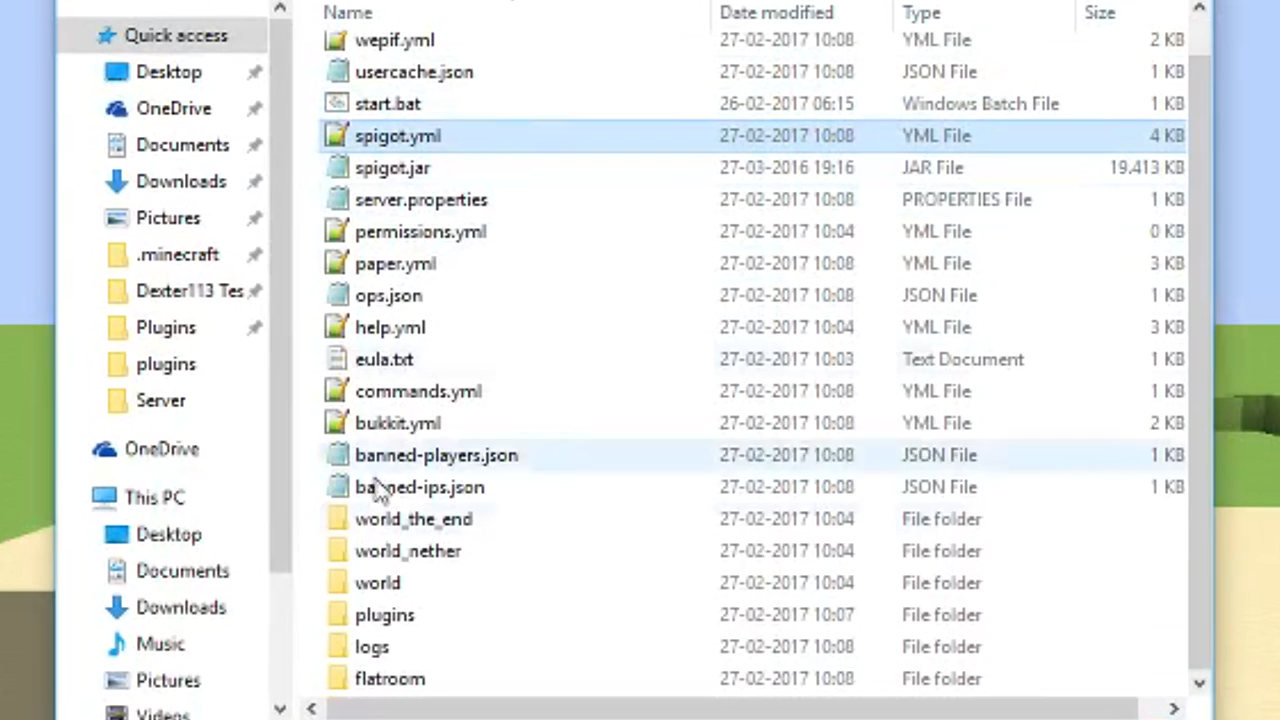 Name Date modified Type Size
Quick access
Desktop
OneDrive
Documents
Downloads
Pictures
.minecraft
Dexter113 Tes
Plugins
plugins
Server
OneDrive
This PC
Desktop
Documents
Downloads
Music
Pictures
Videos
wepif.yml 27-02-2017 10:08 YML File 2 KB
usercache.json 27-02-2017 10:08 JSON File 1 KB
start.bat 26-02-2017 06:15 Windows Batch File 1 KB
spigot.yml 27-02-2017 10:08 YML File 4 KB
spigot.jar 27-03-2016 19:16 JAR File 19.413 KB
server.properties 27-02-2017 10:08 PROPERTIES File 1 KB
permissions.yml 27-02-2017 10:04 YML File 0 KB
paper.yml 27-02-2017 10:08 YML File 3 KB
ops.json 27-02-2017 10:08 JSON File 1 KB
help.yml 27-02-2017 10:04 YML File 3 KB
eula.txt 27-02-2017 10:03 Text Document 1 KB
commands.yml 27-02-2017 10:08 YML File 1 KB
bukkit.yml 27-02-2017 10:08 YML File 2 KB
banned-players.json 27-02-2017 10:08 JSON File 1 KB
banned-ips.json 27-02-2017 10:08 JSON File 1 KB
world_the_end 27-02-2017 10:04 File folder
world_nether 27-02-2017 10:04 File folder
world 27-02-2017 10:04 File folder
plugins 27-02-2017 10:07 File folder
logs 27-02-2017 10:08 File folder
flatroom 27-02-2017 10:08 File folder